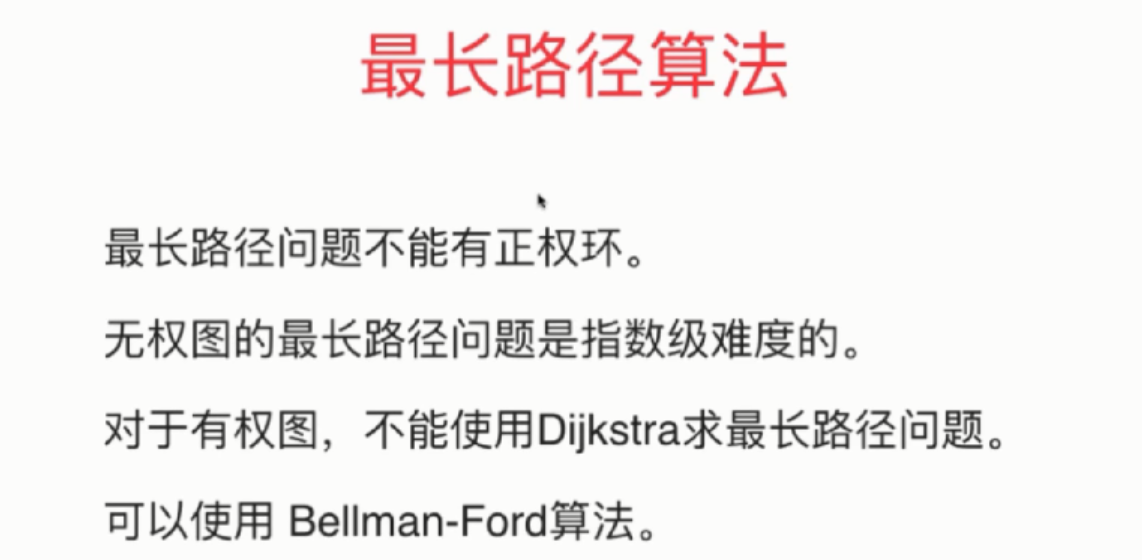 最长路径算法
最长路径问题不能有正权环。
无权图的最长路径问题是指数级难度的。
对于有权图，不能使用Dijkstra求最长路径问题。
可以使用 Bellman-Ford算法。